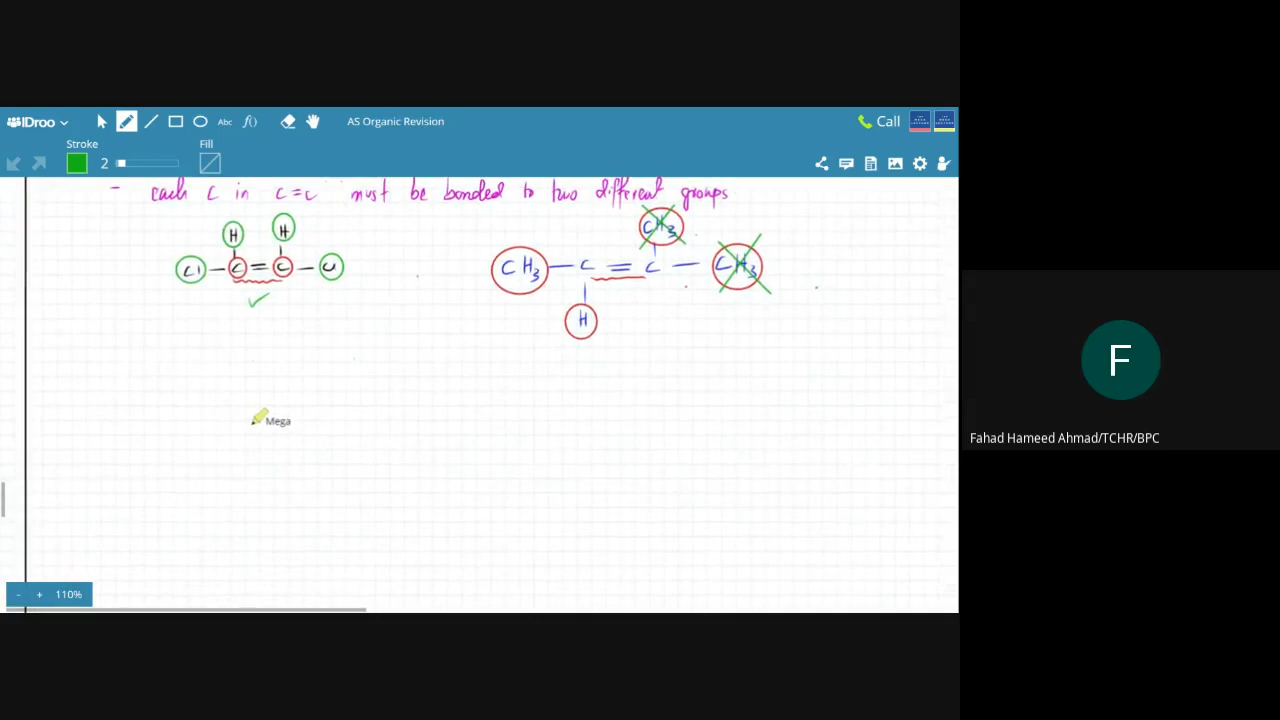 IDroo
Abc
f()
AS Organic Revision
Call
Stroke
Fill
2
- each C in C=C must be bonded to two different groups
H H CH3
Cl - C = C - Cl
CH3 - C = C - CH3
H
Mega
- + 110%
F
Fahad Hameed Ahmad/TCHR/BPC